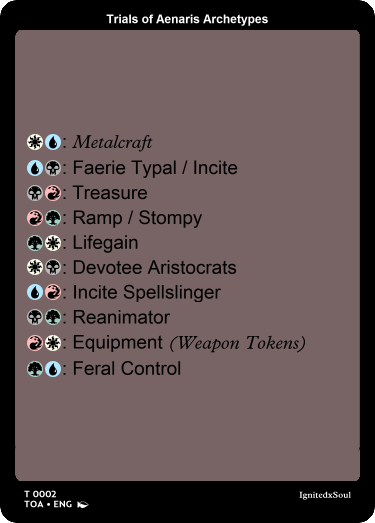 Trials of Aenaris Archetypes
: Metalcraft
: Faerie Typal / Incite
: Treasure
: Ramp / Stompy
: Lifegain
: Devotee Aristocrats
: Incite Spellslinger
: Reanimator
: Equipment (Weapon Tokens)
: Feral Control
T 0002
TOA • ENG
IgnitedxSoul